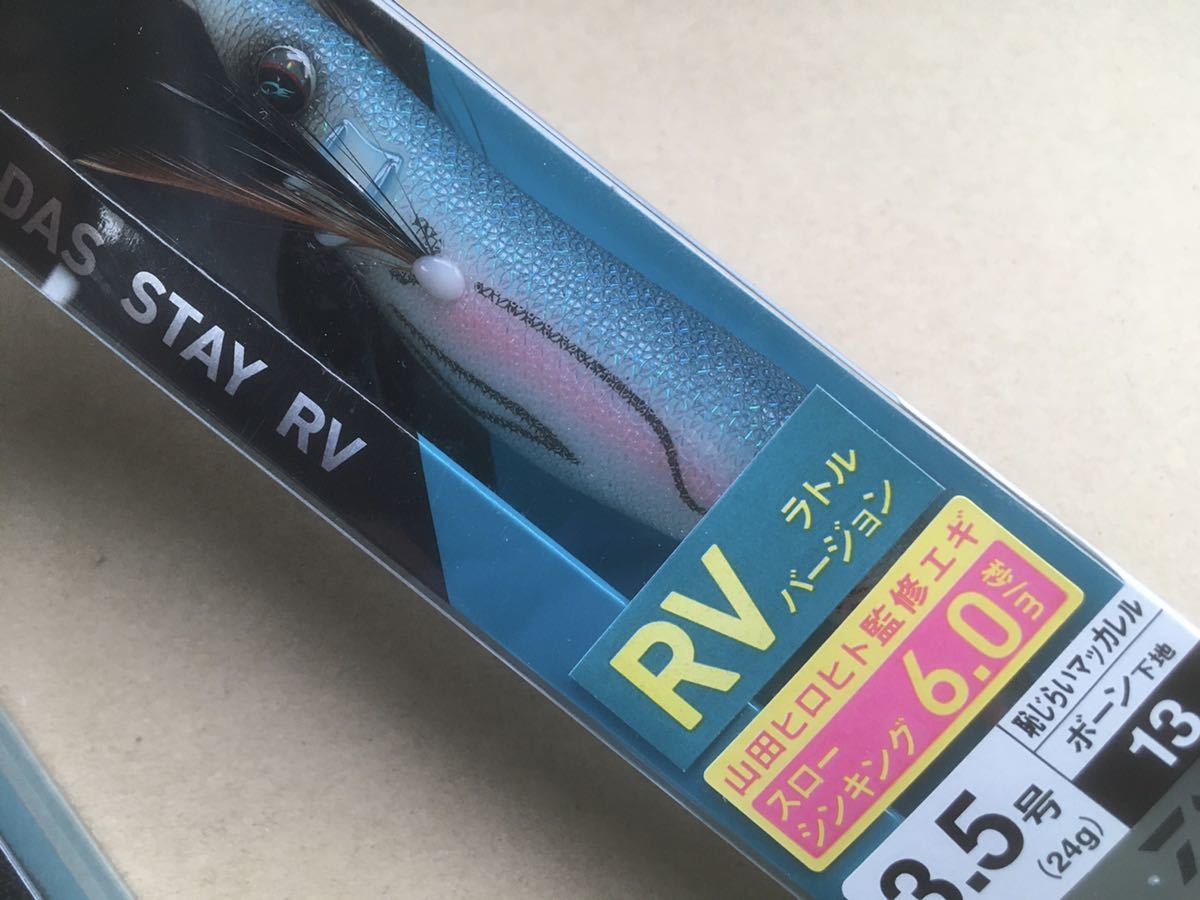 DAS STAY RV
RV ラトル
バージョン
山田ヒロヒト監修エギ
スロー
シンキング 6.0 秒/m
恥じらいマッカレル
ボーン下地
13
3.5号
(24g)